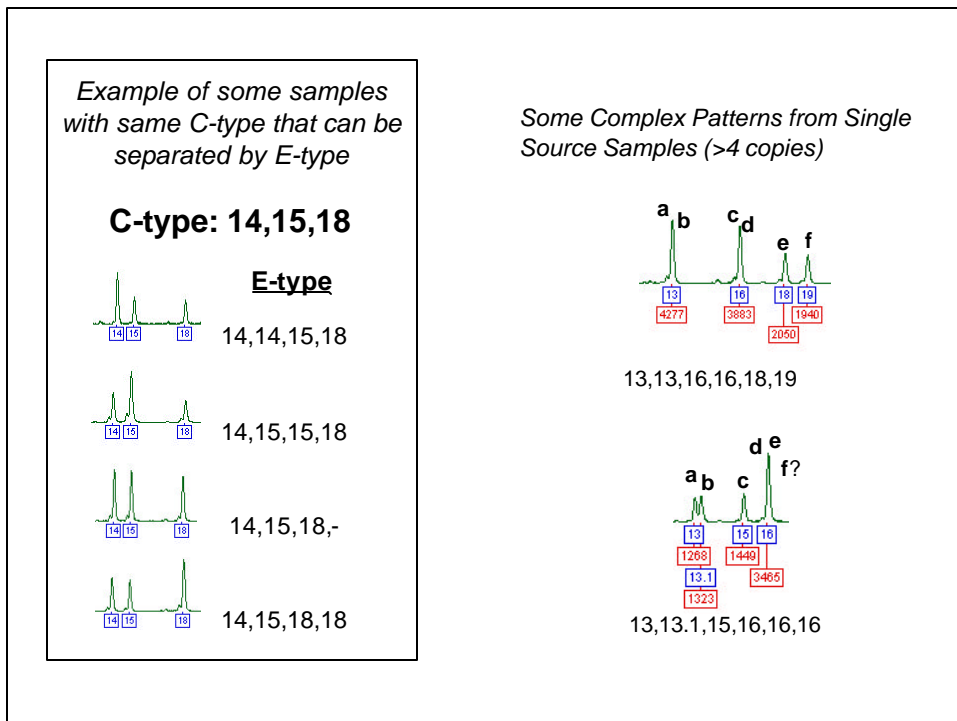 Example of some samples
with same C-type that can be
separated by E-type
C-type: 14,15,18
E-type
14 15 18
14,14,15,18
14 15 18
14,15,15,18
14 15 18
14,15,18,-
14 15 18
14,15,18,18
Some Complex Patterns from Single
Source Samples (>4 copies)
a b c d e f
13 16 18 19
4277 3883 1940
2050
13,13,16,16,18,19
d e
a b c f?
13 15 16
1268 1449
13.1 3465
1323
13,13.1,15,16,16,16